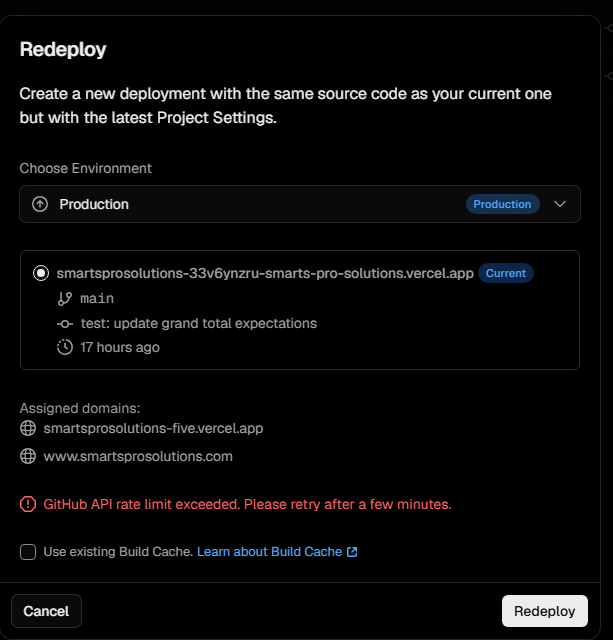 Redeploy
Create a new deployment with the same source code as your current one
but with the latest Project Settings.
Choose Environment
Production Production
smartsprosolutions-33v6ynzru-smarts-pro-solutions.vercel.app Current
main
test: update grand total expectations
17 hours ago
Assigned domains:
smartsprosolutions-five.vercel.app
www.smartsprosolutions.com
GitHub API rate limit exceeded. Please retry after a few minutes.
Use existing Build Cache. Learn about Build Cache
Cancel Redeploy